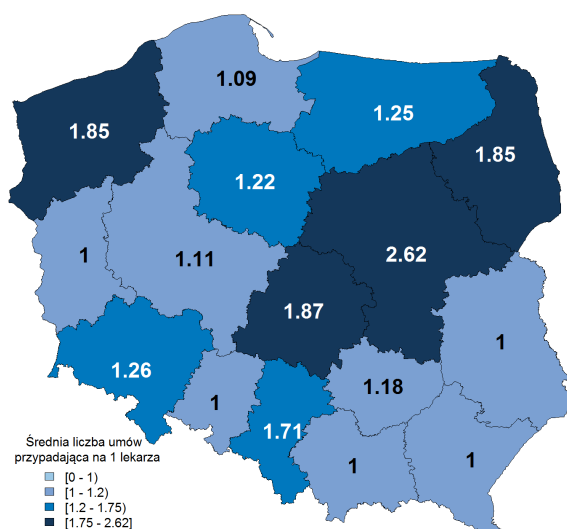 1.09
1.85
1.25
1.85
1.22
2.62
1
1.11
1.87
1
1.26
1.18
1
1.71
1
1
Średnia liczba umów
przypadająca na 1 lekarza
[0 - 1)
[1 - 1.2)
[1.2 - 1.75)
[1.75 - 2.62]